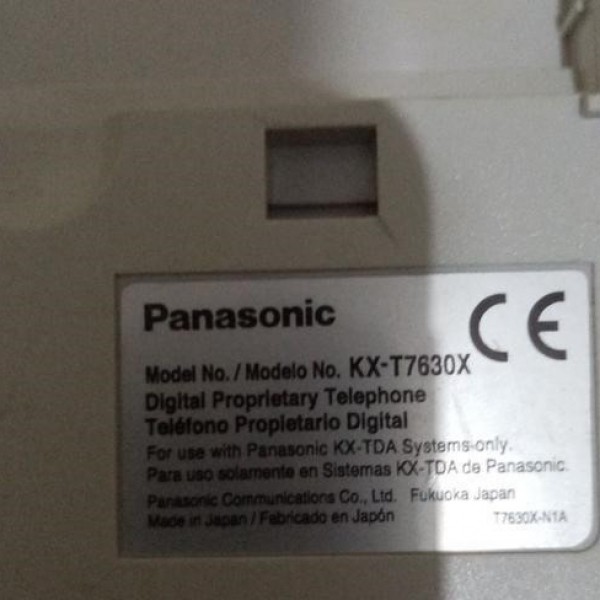 Panasonic
CE
Model No. / Modelo No. KX-T7630X
Digital Proprietary Telephone
Teléfono Propietario Digital
For use with Panasonic KX-TDA Systems only.
Para uso solamente en Sistemas KX-TDA de Panasonic.
Panasonic Communications Co., Ltd. Fukuoka Japan
Made in Japan / Fabricado en Japón
T7630X-N1A